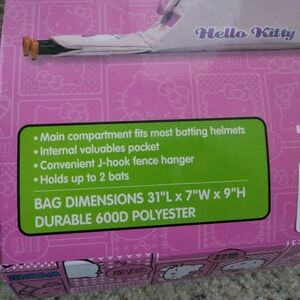 Hello Kitty
• Main compartment fits most batting helmets
• Internal valuables pocket
• Convenient J-hook fence hanger
• Holds up to 2 bats
BAG DIMENSIONS 31"L x 7"W x 9"H
DURABLE 600D POLYESTER